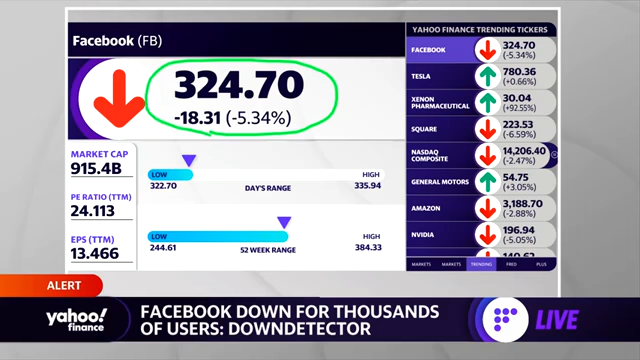 Facebook (FB)
324.70
-18.31 (-5.34%)
MARKET CAP
915.4B
PE RATIO (TTM)
24.113
EPS (TTM)
13.466
LOW
HIGH
322.70
DAY'S RANGE
335.94
LOW
HIGH
244.61
52 WEEK RANGE
384.33
YAHOO FINANCE TRENDING TICKERS
FACEBOOK
324.70
(-5.34%)
TESLA
780.36
(+0.66%)
XENON
PHARMACEUTICAL
30.04
(+92.55%)
SQUARE
223.53
(-6.59%)
NASDAQ
COMPOSITE
14,206.40
(-2.47%)
GENERAL MOTORS
54.75
(+3.05%)
AMAZON
3,188.70
(-2.88%)
NVIDIA
196.94
(-5.05%)
MARKETS MARKETS TRENDING FRED PLUS
ALERT
yahoo!
finance
FACEBOOK DOWN FOR THOUSANDS
OF USERS: DOWNDETECTOR
LIVE